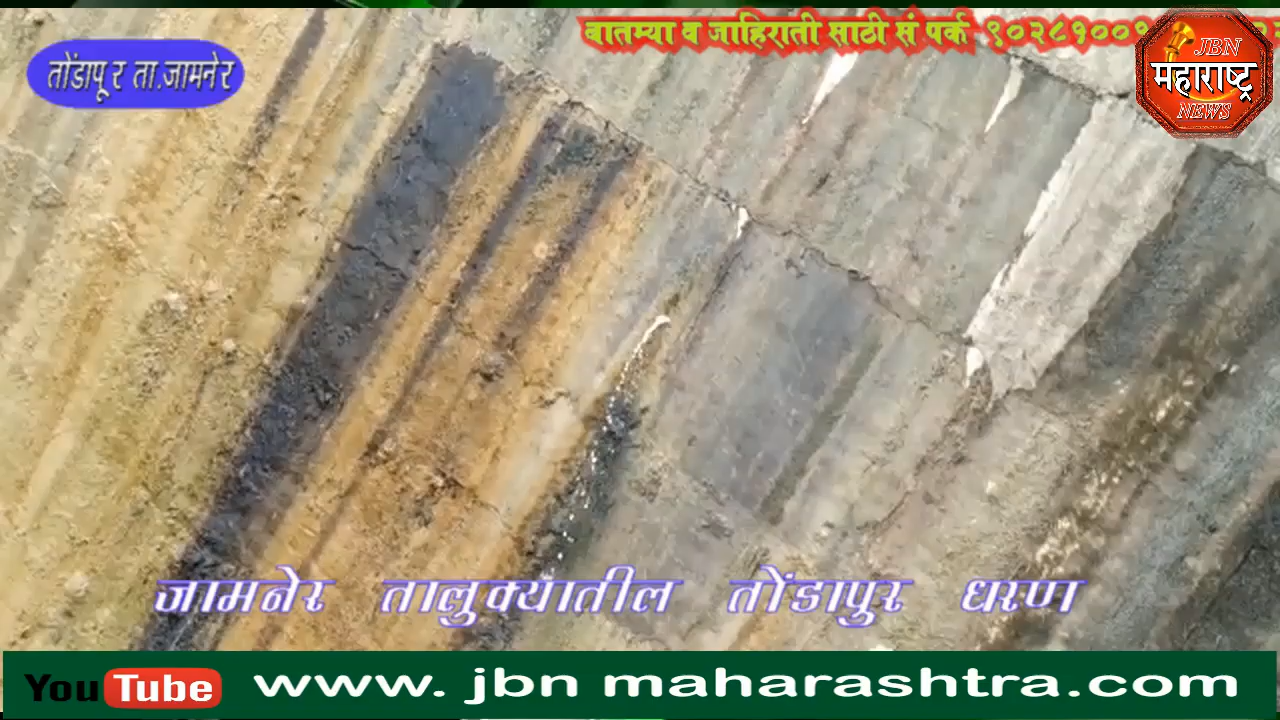 बातम्या व जाहिराती साठी सं पर्क
तोंडापू र ता.जामनेर
JBN
महाराष्ट्र
NEWS
जामनेर तालुक्यातील तोंडापुर धरण
YouTube www. jbn maharashtra.com